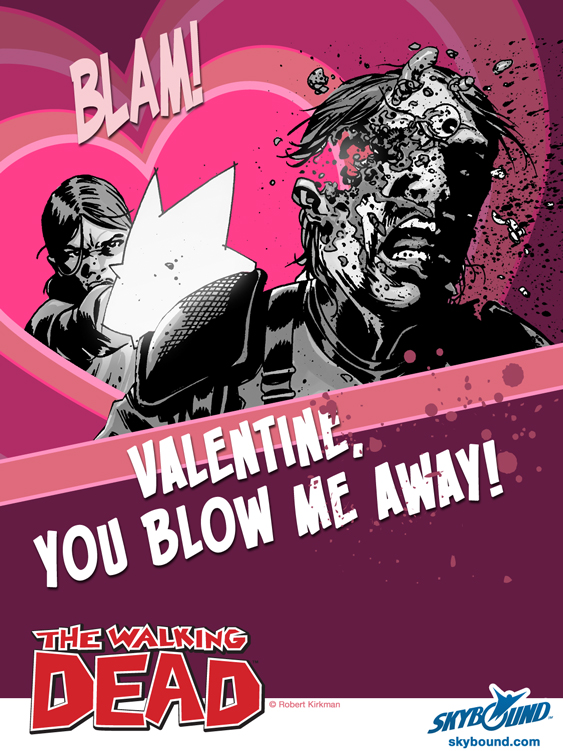 BLAM!
VALENTINE,
YOU BLOW ME AWAY!
THE WALKING
DEAD
© Robert Kirkman
SKYBOUND
skybound.com